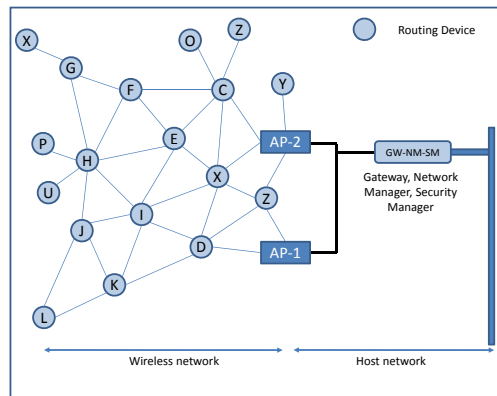 Z
O
X
Routing Device
G
Y
F
C
E
AP-2
P
H
GW-NM-SM
X
Gateway, Network
Manager, Security
Manager
U
Z
I
J
D
AP-1
K
L
Wireless network
Host network